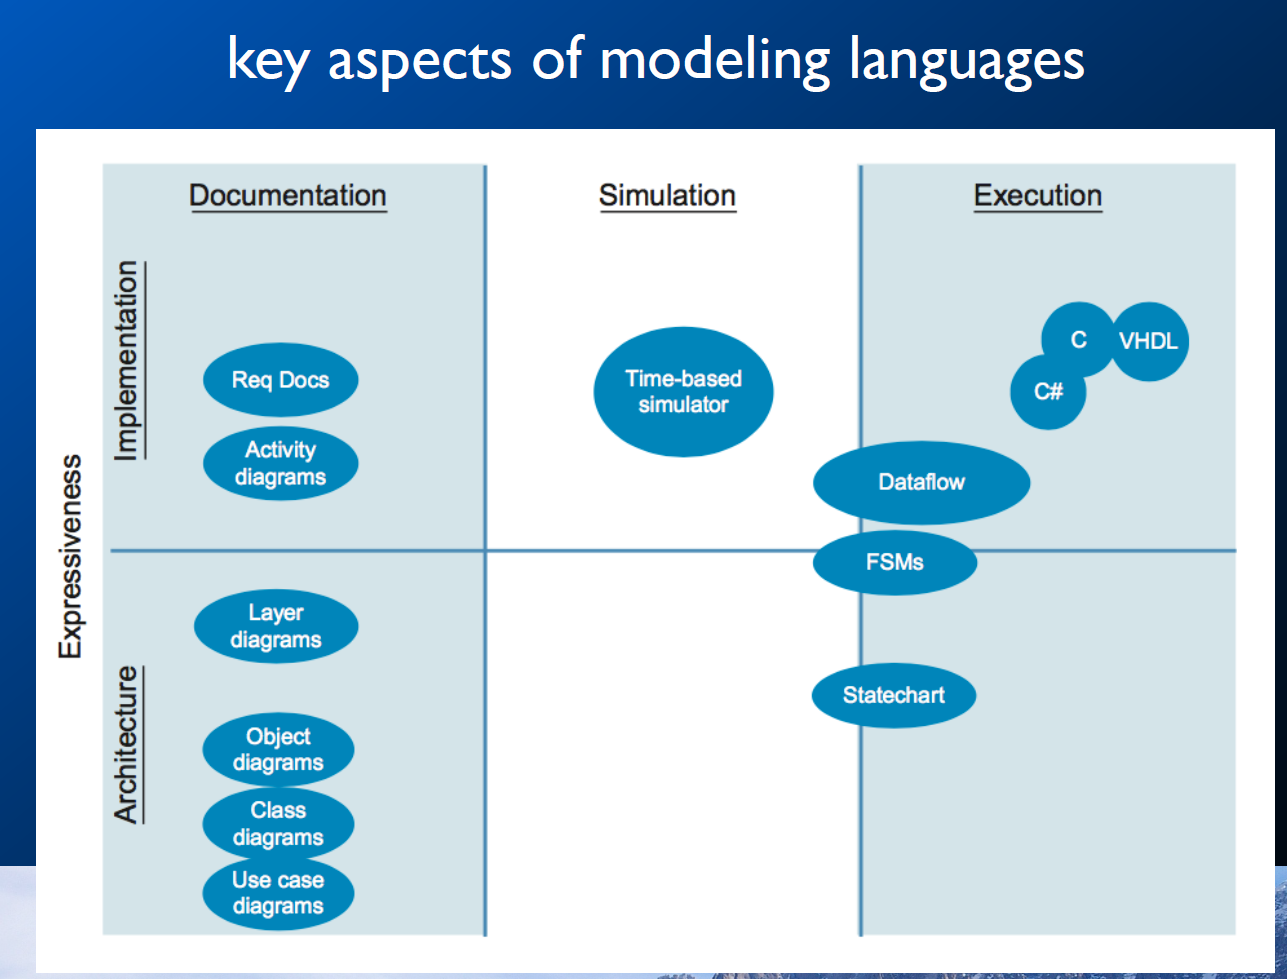 key aspects of modeling languages
Documentation
Simulation
Execution
Expressiveness
Implementation
Req Docs
Activity
diagrams
Time-based
simulator
C
VHDL
C#
Dataflow
FSMs
Architecture
Layer
diagrams
Statechart
Object
diagrams
Class
diagrams
Use case
diagrams